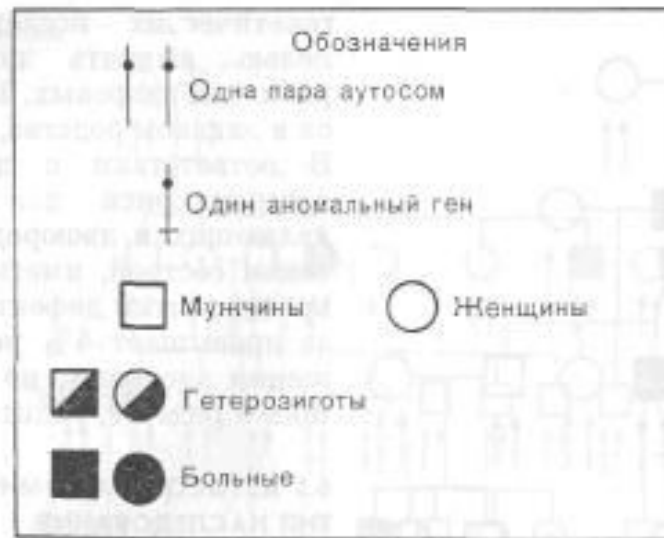 Обозначения
Одна пара аутосом
Один аномальный ген
Мужчины
Женщины
Гетерозиготы
Больные